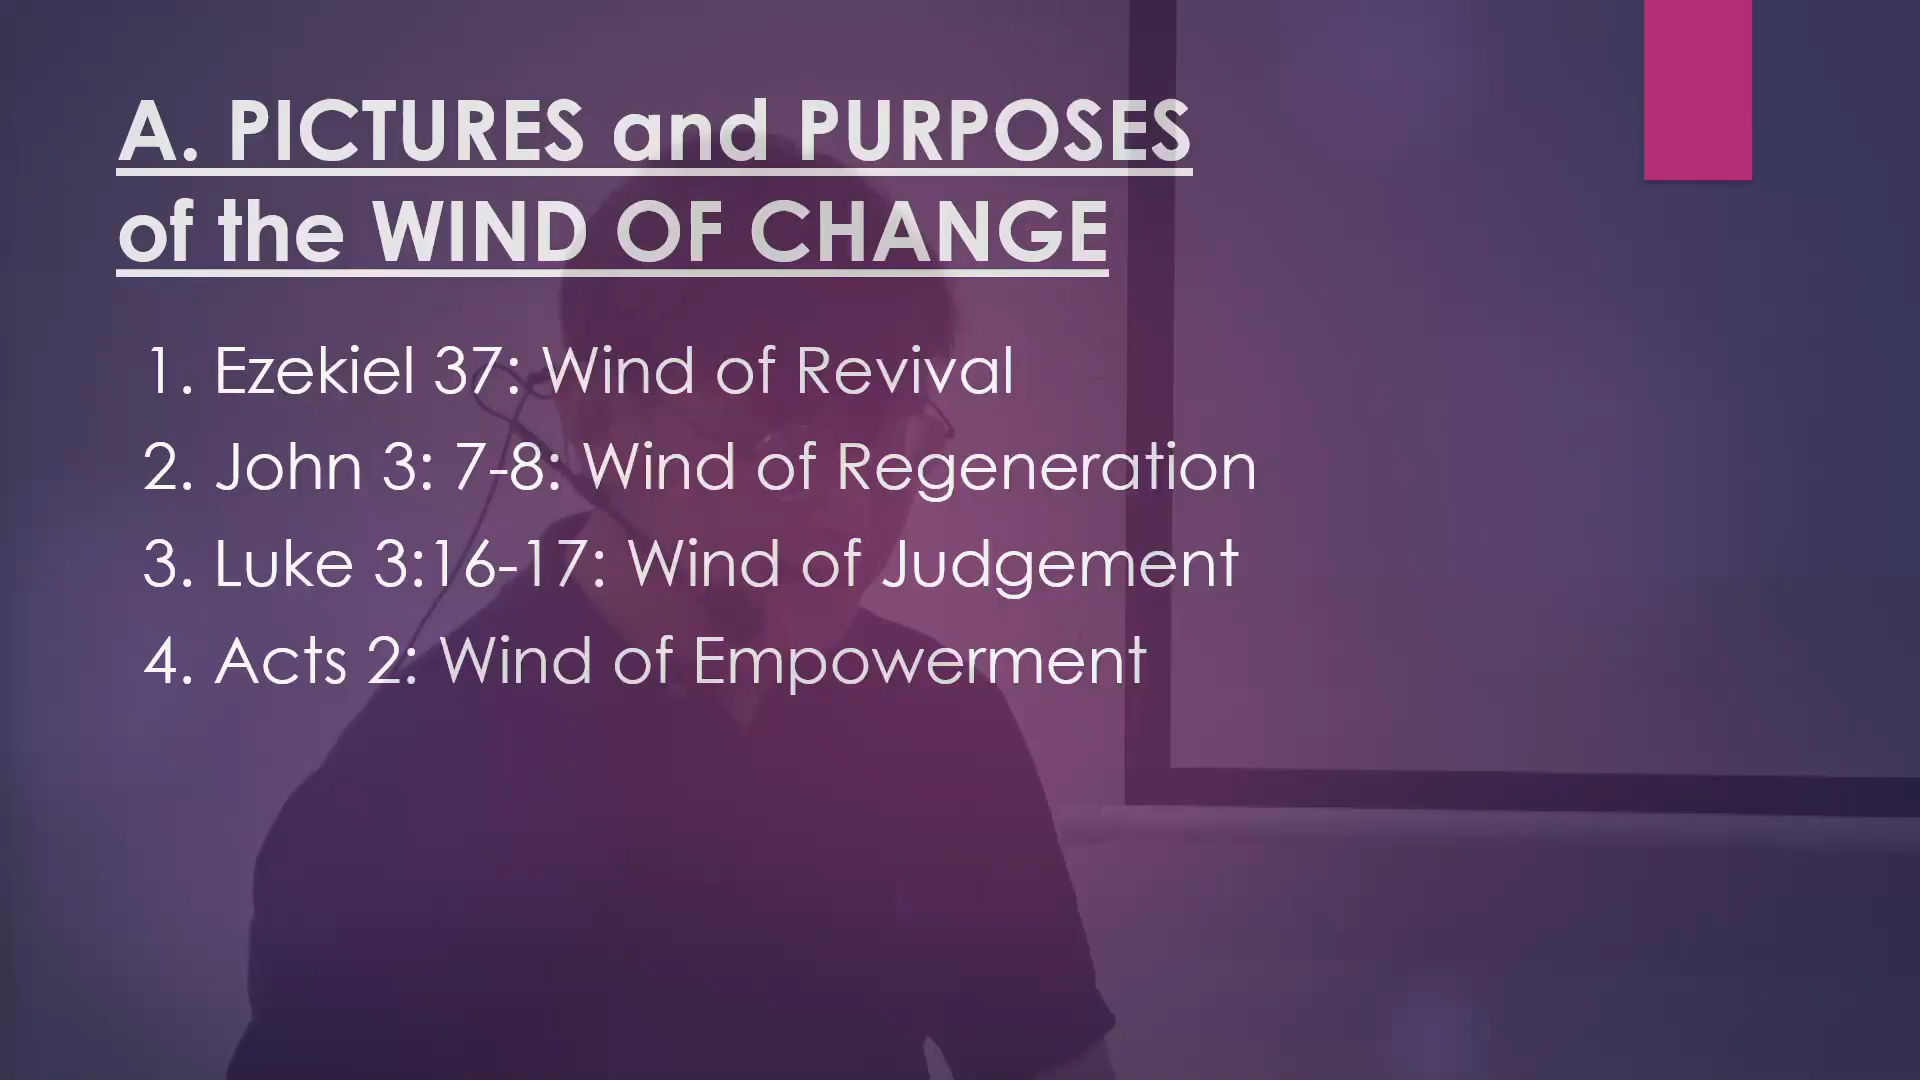 A. PICTURES and PURPOSES
of the WIND OF CHANGE
1. Ezekiel 37: Wind of Revival
2. John 3: 7-8: Wind of Regeneration
3. Luke 3:16-17: Wind of Judgement
4. Acts 2: Wind of Empowerment